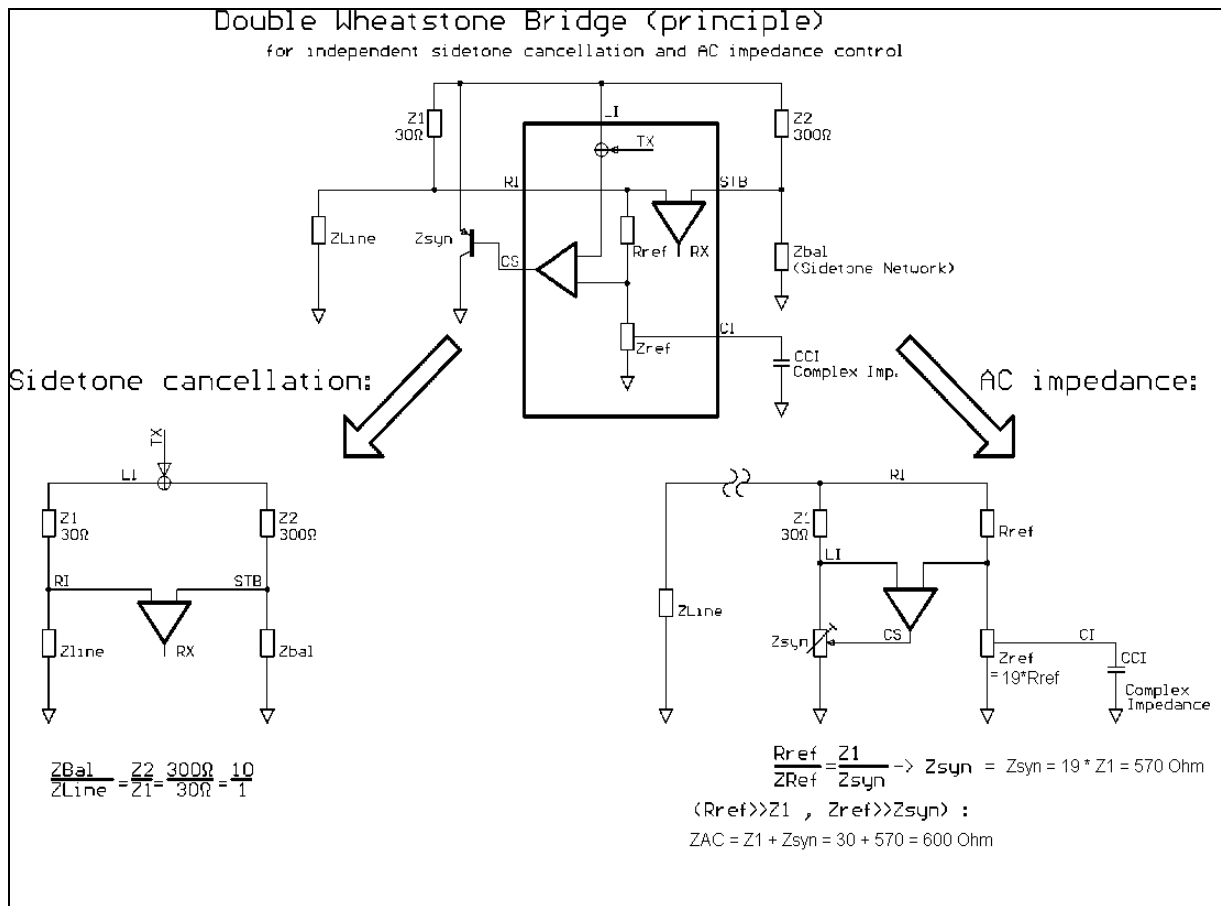 Double Wheatstone Bridge (principle)
for independent sidetone cancellation and AC impedance control
Z1
30Ω
LI
TX
Z2
300Ω
RI
STB
ZLine
Zsyn
CS
Rref
RX
Zbal
(Sidetone Network)
Zref
CI
CCI
Complex Imp.
Sidetone cancellation:
AC impedance:
TX
LI
Z1
30Ω
Z2
300Ω
RI
STB
Zline
RX
Zbal
ZBal/ZLine = Z2/Z1 = 300Ω/30Ω = 10/1
RI
Z1
30Ω
Rref
LI
ZLine
Zsyn
CS
CI
Zref
= 19*Rref
CCI
Complex
Impedance
Rref/ZRef = Z1/Zsyn -> Zsyn = Zsyn = 19 * Z1 = 570 Ohm
(Rref>>Z1 , Zref>>Zsyn) :
ZAC = Z1 + Zsyn = 30 + 570 = 600 Ohm